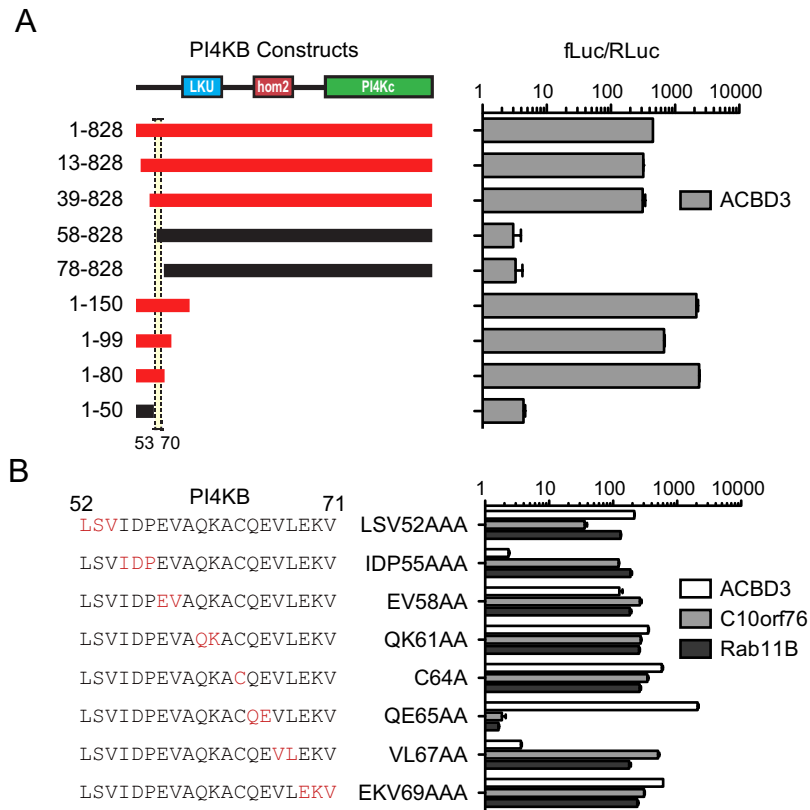 A
PI4KB Constructs
fLuc/RLuc
LKU hom2 PI4Kc
1 10 100 1000 10000
1-828
13-828
39-828
58-828
78-828
1-150
1-99
1-80
1-50
53 70
ACBD3
B
52 PI4KB 71
1 10 100 1000 10000
LSVIDPEVAQKACQEVLEKV LSV52AAA
LSVIDPEVAQKACQEVLEKV IDP55AAA
LSVIDPEVAQKACQEVLEKV EV58AA
LSVIDPEVAQKACQEVLEKV QK61AA
LSVIDPEVAQKACQEVLEKV C64A
LSVIDPEVAQKACQEVLEKV QE65AA
LSVIDPEVAQKACQEVLEKV VL67AA
LSVIDPEVAQKACQEVLEKV EKV69AAA
ACBD3
C10orf76
Rab11B